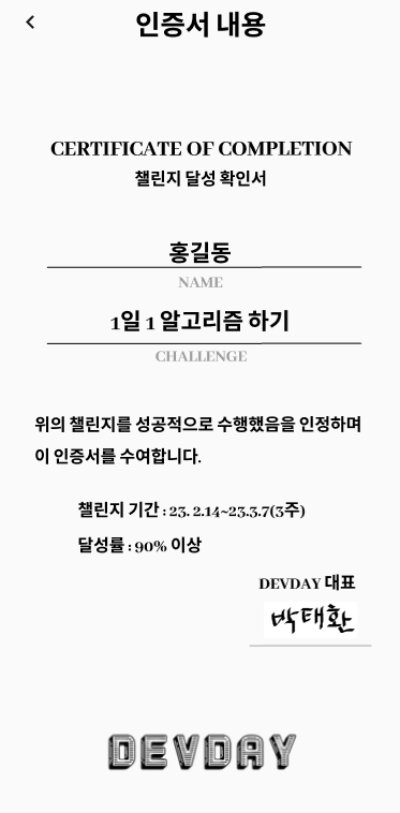 인증서 내용
CERTIFICATE OF COMPLETION
챌린지 달성 확인서
홍길동
NAME
1일 1 알고리즘 하기
CHALLENGE
위의 챌린지를 성공적으로 수행했음을 인정하며
이 인증서를 수여합니다.
챌린지 기간 : 23. 2.14~23.3.7(3주)
달성률 : 90% 이상
DEVDAY 대표
박태환
DEVDAY